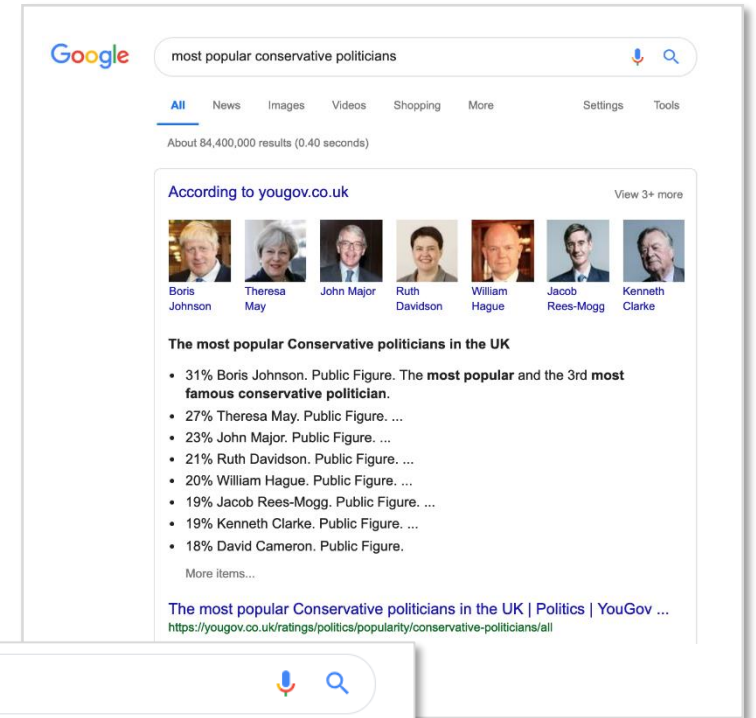 Google
most popular conservative politicians
All News Images Videos Shopping More Settings Tools
About 84,400,000 results (0.40 seconds)
According to yougov.co.uk View 3+ more
Boris Johnson Theresa May John Major Ruth Davidson William Hague Jacob Rees-Mogg Kenneth Clarke
The most popular Conservative politicians in the UK
• 31% Boris Johnson. Public Figure. The most popular and the 3rd most
famous conservative politician.
• 27% Theresa May. Public Figure. ...
• 23% John Major. Public Figure. ...
• 21% Ruth Davidson. Public Figure. ...
• 20% William Hague. Public Figure. ...
• 19% Jacob Rees-Mogg. Public Figure. ...
• 19% Kenneth Clarke. Public Figure. ...
• 18% David Cameron. Public Figure.
More items...
The most popular Conservative politicians in the UK | Politics | YouGov ...
https://yougov.co.uk/ratings/politics/popularity/conservative-politicians/all